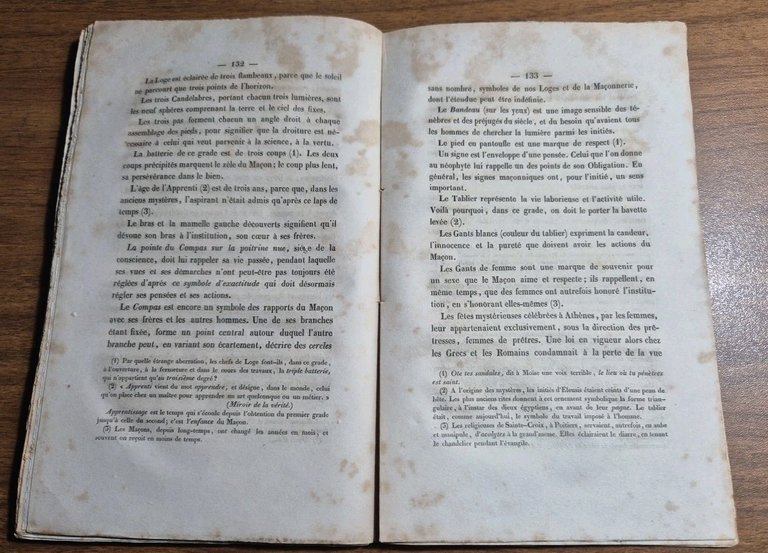 — 132 —
La Loge est éclairée de trois flambeaux, parce que le soleil
ne parcourt que trois points de l'horizon.
Les trois Candelabres, portant chacun trois lumières, sont
les neuf sphères comprenant la terre et le ciel des fixes.
Les trois pas forment chacun un angle droit à chaque
assemblage des pieds, pour signifier que la droiture est né-
cessaire à celui qui veut parvenir à la science, à la vertu.
La batterie de ce grade est de trois coups (1). Les deux
coups précipités marquent le zèle du Maçon; le coup plus lent,
sa persévérance dans le bien.
L'âge de l'Apprenti (2) est de trois ans, parce que, dans les
anciens mystères, l'aspirant n'était admis qu'après ce laps de
temps (3).
Le bras et la mamelle gauche découverts signifient qu'il
dévoue son bras à l'institution, son cœur à ses frères.
La pointe du Compas sur la poitrine nue, siége de la
conscience, doit lui rappeler sa vie passée, pendant laquelle
ses vues et ses démarches n'ont peut-être pas toujours été
réglées d'après ce symbole d'exactitude qui doit désormais
régler ses pensées et ses actions.
Le Compas est encore un symbole des rapports du Maçon
avec ses frères et les autres hommes. Une de ses branches
étant fixée, forme un point central autour duquel l'autre
branche peut, en variant son écartement, décrire des cercles
(1) Par quelle étrange aberration, les chefs de Loge font-ils, dans ce grade,
à l'ouverture, à la fermeture et dans le cours des travaux, la triple batterie,
qui n'appartient qu'au troisième degré?
(2) « Apprenti vient du mot apprendre, et désigne, dans le monde, celui
qu'on place chez un maître pour apprendre un art quelconque ou un métier. »
(Miroir de la vérité.)
Apprentissage est le temps qui s'écoule depuis l'obtention du premier grade
jusqu'à celle du second; c'est l'enfance du Maçon.
(3) Les Maçons, depuis long-temps, ont changé les années en mois, et
souvent on reçoit en moins de temps.
— 133 —
sans nombre, symboles de nos Loges et de la Maçonnerie,
dont l'étendue peut être indéfinie.
Le Bandeau (sur les yeux) est une image sensible des té-
nèbres et des préjugés du siècle, et du besoin qu'avaient tous
les hommes de chercher la lumière parmi les initiés.
Le pied en pantoufle est une marque de respect (1).
Un signe est l'enveloppe d'une pensée. Celui que l'on donne
au néophyte lui rappelle un des points de son Obligation. En
général, les signes maçonniques ont, pour l'initié, un sens
important.
Le Tablier représente la vie laborieuse et l'activité utile.
Voilà pourquoi, dans ce grade, on doit le porter la bavette
levée (2).
Les Gants blancs (couleur du tablier) expriment la candeur,
l'innocence et la pureté que doivent avoir les actions du
Maçon.
Les Gants de femme sont une marque de souvenir pour
un sexe que le Maçon aime et respecte; ils rappellent, en
même temps, que des femmes ont autrefois honoré l'institu-
tion, en s'honorant elles-mêmes (3).
Les fêtes mystérieuses célébrées à Athènes, par les femmes,
leur appartenaient exclusivement, sous la direction des prê-
tresses, femmes de prêtres. Une loi en vigueur alors chez
les Grecs et les Romains condamnait à la perte de la vue
(1) Ote tes sandales, dit à Moïse une voix terrible, le lieu où tu pénètres
est saint.
(2) A l'origine des mystères, les initiés d'Eleusis étaient ceints d'une peau de
bête. Les plus anciens rites donnent à cet ornement symbolique la forme trian-
gulaire, à l'instar des dieux égyptiens, en avant du leur pagne. Le tablier
était, comme aujourd'hui, le symbole du travail imposé à l'homme.
(3) Les religieuses de Sainte-Croix, à Poitiers, servaient, autrefois, en aube
et manipule, d'acolytes à la grand'messe. Elles éclairaient le diacre, en tenant
le chandelier pendant l'évangile.